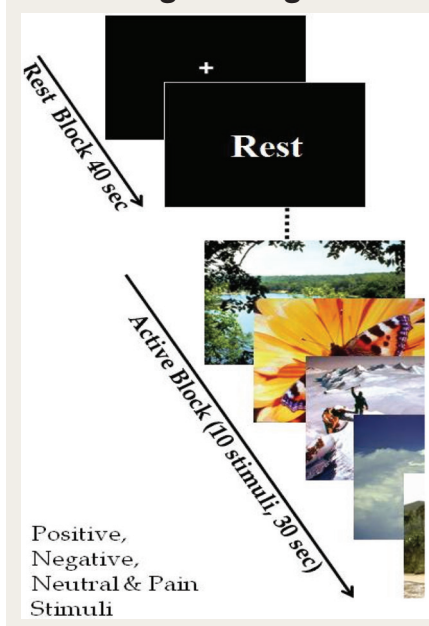 +
Rest
Rest Block 40 sec
Active Block (10 stimuli, 30 sec)
Positive,
Negative,
Neutral & Pain
Stimuli